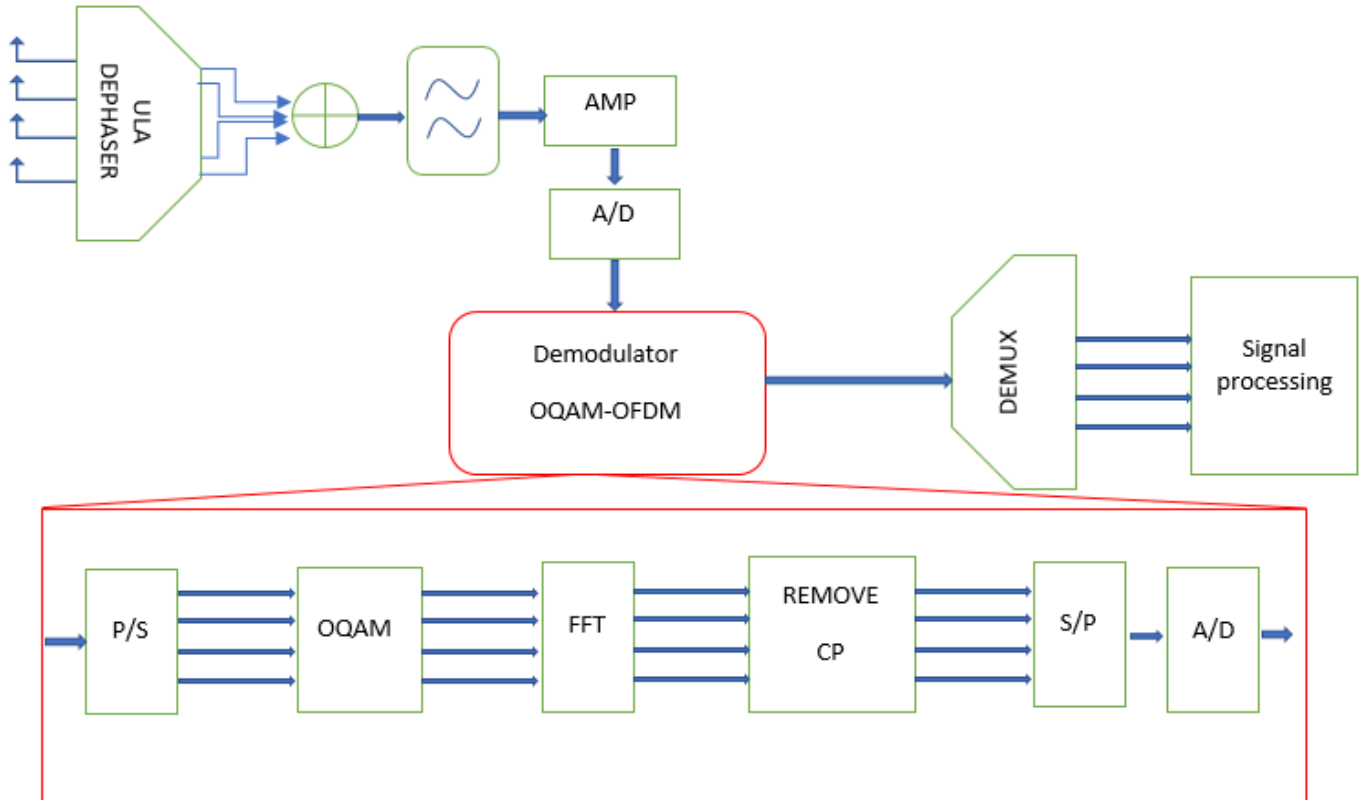 ULA
DEPHASER
AMP
A/D
Demodulator
OQAM-OFDM
DEMUX
Signal
processing
P/S
OQAM
FFT
REMOVE
CP
S/P
A/D